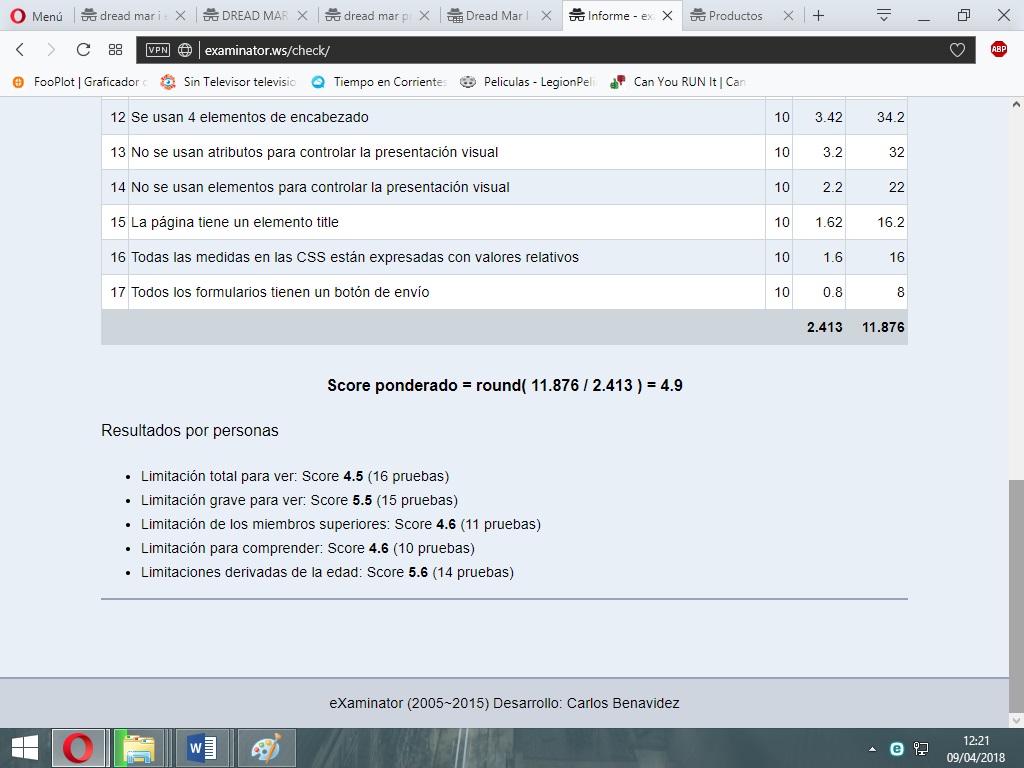 Menú dread mar i e DREAD MAR dread mar p Dread Mar I Informe - ex Productos
VPN examinator.ws/check/ ABP
FooPlot | Graficador Sin Televisor televisio Tiempo en Corrientes Peliculas - LegionPeli Can You RUN It | Can
12 Se usan 4 elementos de encabezado 10 3.42 34.2
13 No se usan atributos para controlar la presentación visual 10 3.2 32
14 No se usan elementos para controlar la presentación visual 10 2.2 22
15 La página tiene un elemento title 10 1.62 16.2
16 Todas las medidas en las CSS están expresadas con valores relativos 10 1.6 16
17 Todos los formularios tienen un botón de envío 10 0.8 8
2.413 11.876
Score ponderado = round( 11.876 / 2.413 ) = 4.9
Resultados por personas
• Limitación total para ver: Score 4.5 (16 pruebas)
• Limitación grave para ver: Score 5.5 (15 pruebas)
• Limitación de los miembros superiores: Score 4.6 (11 pruebas)
• Limitación para comprender: Score 4.6 (10 pruebas)
• Limitaciones derivadas de la edad: Score 5.6 (14 pruebas)
eXaminator (2005~2015) Desarrollo: Carlos Benavidez
12:21
09/04/2018